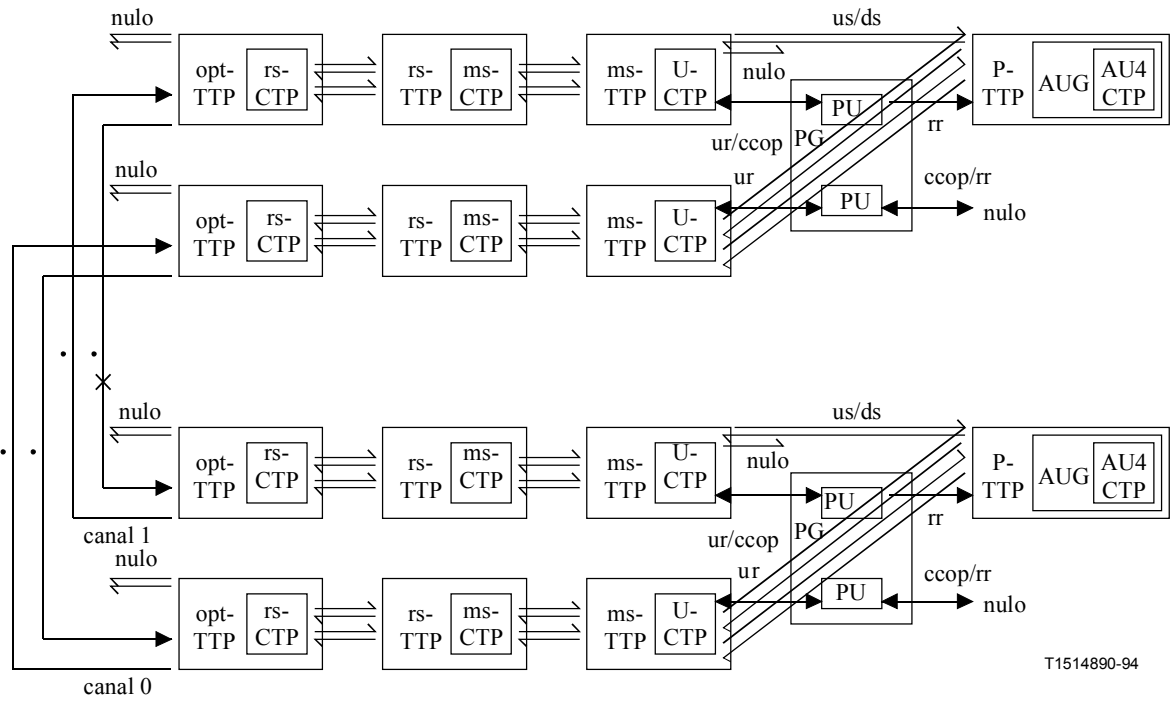 nulo
us/ds
opt-
TTP
rs-
CTP
rs-
TTP
ms-
CTP
ms-
TTP
U-
CTP
nulo
P-
TTP
AUG
AU4
CTP
PU
ur/ccop
PG
rr
nulo
ur
ccop/rr
opt-
TTP
rs-
CTP
rs-
TTP
ms-
CTP
ms-
TTP
U-
CTP
PU
nulo
nulo
us/ds
opt-
TTP
rs-
CTP
rs-
TTP
ms-
CTP
ms-
TTP
U-
CTP
nulo
P-
TTP
AUG
AU4
CTP
PU
canal 1
ur/ccop
PG
rr
nulo
ur
ccop/rr
opt-
TTP
rs-
CTP
rs-
TTP
ms-
CTP
ms-
TTP
U-
CTP
PU
nulo
canal 0
T1514890-94